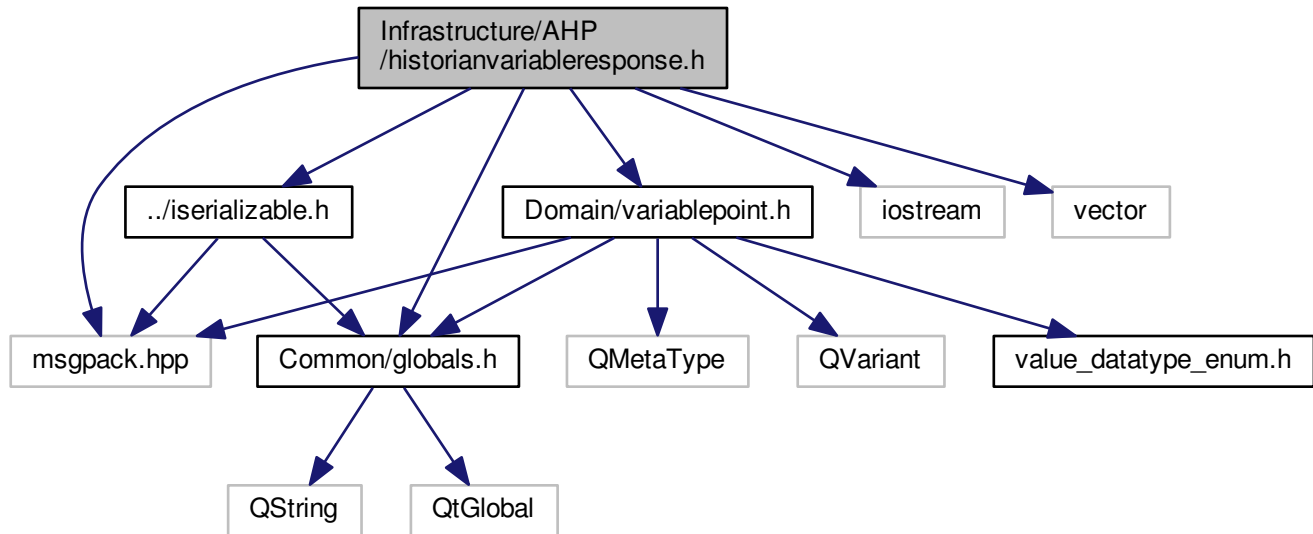 Infrastructure/AHP
/historianvariableresponse.h
../iserializable.h
Domain/variablepoint.h
iostream
vector
msgpack.hpp
Common/globals.h
QMetaType
QVariant
value_datatype_enum.h
QString
QtGlobal